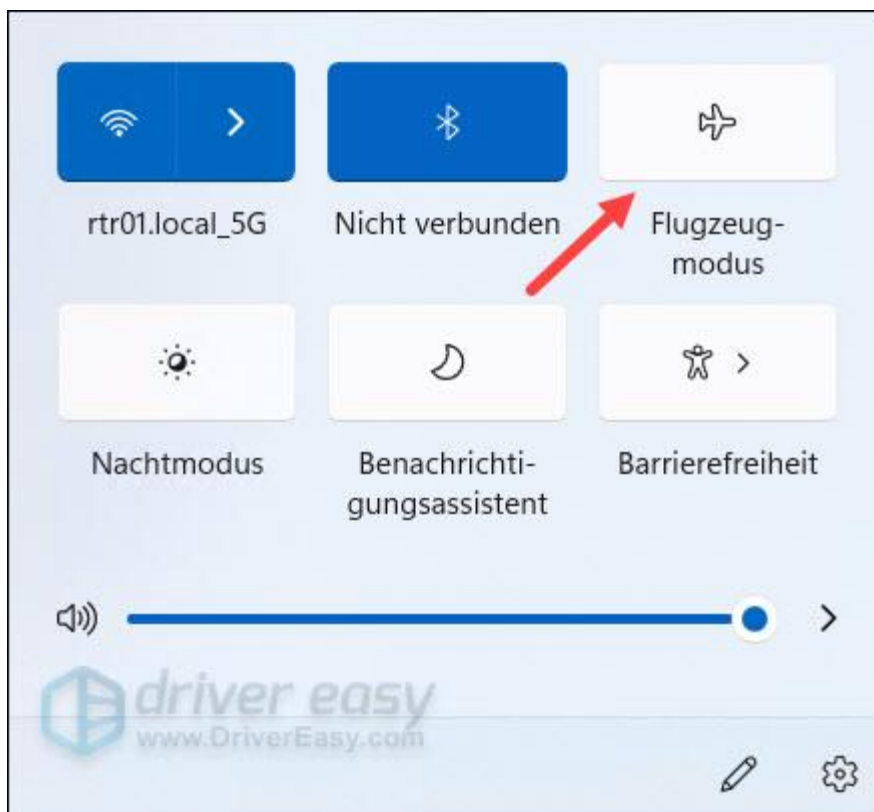 rtr01.local_5G
Nicht verbunden
Flugzeug-
modus
Nachtmodus
Benachrichti-
gungsassistent
Barrierefreiheit
driver easy
www.DriverEasy.com